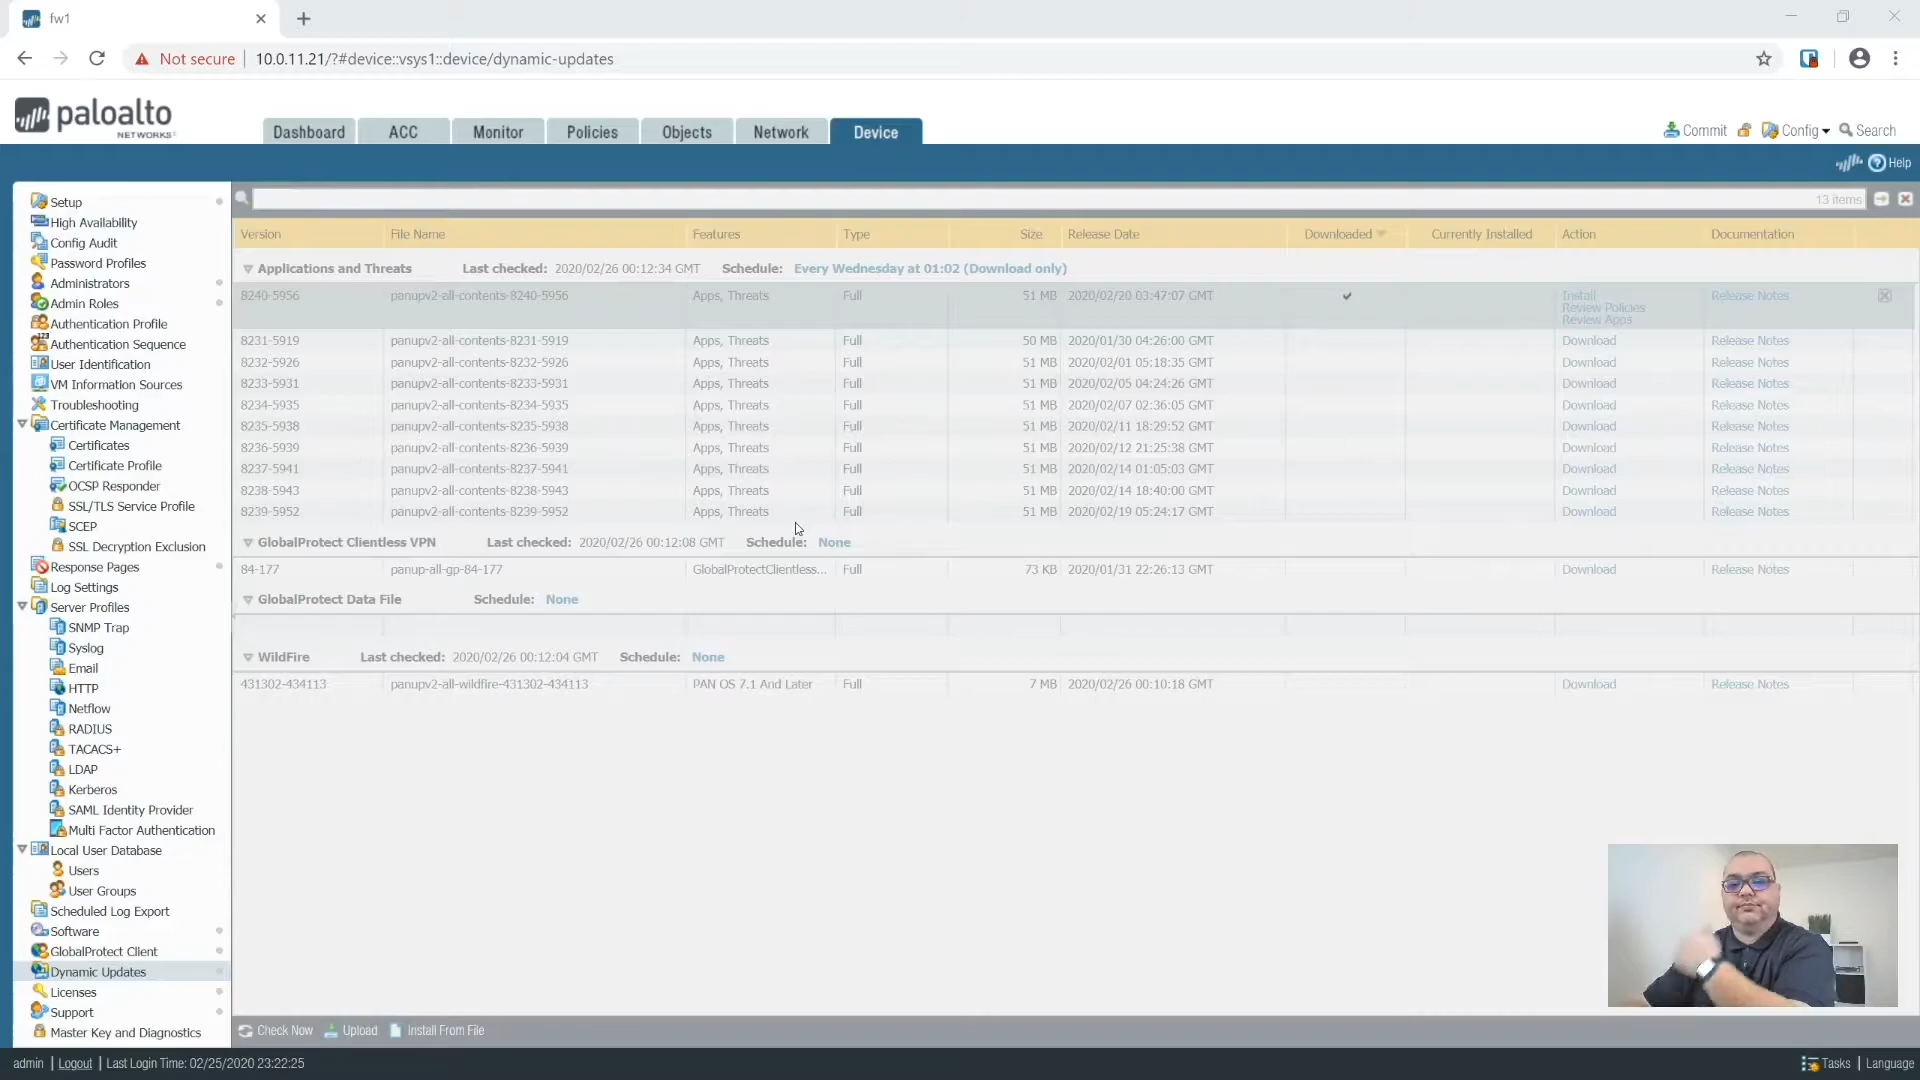 fw1
Not secure 10.0.11.21/?#device::vsys1::device/dynamic-updates
paloalto
NETWORKS
Dashboard ACC Monitor Policies Objects Network Device
Commit Config Search
Help
Setup
High Availability
Config Audit
Password Profiles
Administrators
Admin Roles
Authentication Profile
Authentication Sequence
User Identification
VM Information Sources
Troubleshooting
Certificate Management
Certificates
Certificate Profile
OCSP Responder
SSL/TLS Service Profile
SCEP
SSL Decryption Exclusion
Response Pages
Log Settings
Server Profiles
SNMP Trap
Syslog
Email
HTTP
Netflow
RADIUS
TACACS+
LDAP
Kerberos
SAML Identity Provider
Multi Factor Authentication
Local User Database
Users
User Groups
Scheduled Log Export
Software
GlobalProtect Client
Dynamic Updates
Licenses
Support
Master Key and Diagnostics
13 items
Version File Name Features Type Size Release Date Downloaded Currently Installed Action Documentation
Applications and Threats Last checked: 2020/02/26 00:12:34 GMT Schedule: Every Wednesday at 01:02 (Download only)
8240-5956 panupv2-all-contents-8240-5956 Apps, Threats Full 51 MB 2020/02/20 03:47:07 GMT ✔ Install Release Notes
Review Policies
Review Apps
8231-5919 panupv2-all-contents-8231-5919 Apps, Threats Full 50 MB 2020/01/30 04:26:00 GMT Download Release Notes
8232-5926 panupv2-all-contents-8232-5926 Apps, Threats Full 51 MB 2020/02/01 05:18:35 GMT Download Release Notes
8233-5931 panupv2-all-contents-8233-5931 Apps, Threats Full 51 MB 2020/02/05 04:24:26 GMT Download Release Notes
8234-5935 panupv2-all-contents-8234-5935 Apps, Threats Full 51 MB 2020/02/07 02:36:05 GMT Download Release Notes
8235-5938 panupv2-all-contents-8235-5938 Apps, Threats Full 51 MB 2020/02/11 18:29:52 GMT Download Release Notes
8236-5939 panupv2-all-contents-8236-5939 Apps, Threats Full 51 MB 2020/02/12 21:25:38 GMT Download Release Notes
8237-5941 panupv2-all-contents-8237-5941 Apps, Threats Full 51 MB 2020/02/14 01:05:03 GMT Download Release Notes
8238-5943 panupv2-all-contents-8238-5943 Apps, Threats Full 51 MB 2020/02/14 18:40:00 GMT Download Release Notes
8239-5952 panupv2-all-contents-8239-5952 Apps, Threats Full 51 MB 2020/02/19 05:24:17 GMT Download Release Notes
GlobalProtect Clientless VPN Last checked: 2020/02/26 00:12:08 GMT Schedule: None
84-177 panup-all-gp-84-177 GlobalProtectClientless... Full 73 KB 2020/01/31 22:26:13 GMT Download Release Notes
GlobalProtect Data File Schedule: None
WildFire Last checked: 2020/02/26 00:12:04 GMT Schedule: None
431302-434113 panupv2-all-wildfire-431302-434113 PAN OS 7.1 And Later Full 7 MB 2020/02/26 00:10:18 GMT Download Release Notes
Check Now Upload Install From File
admin | Logout | Last Login Time: 02/25/2020 23:22:25
Tasks | Language